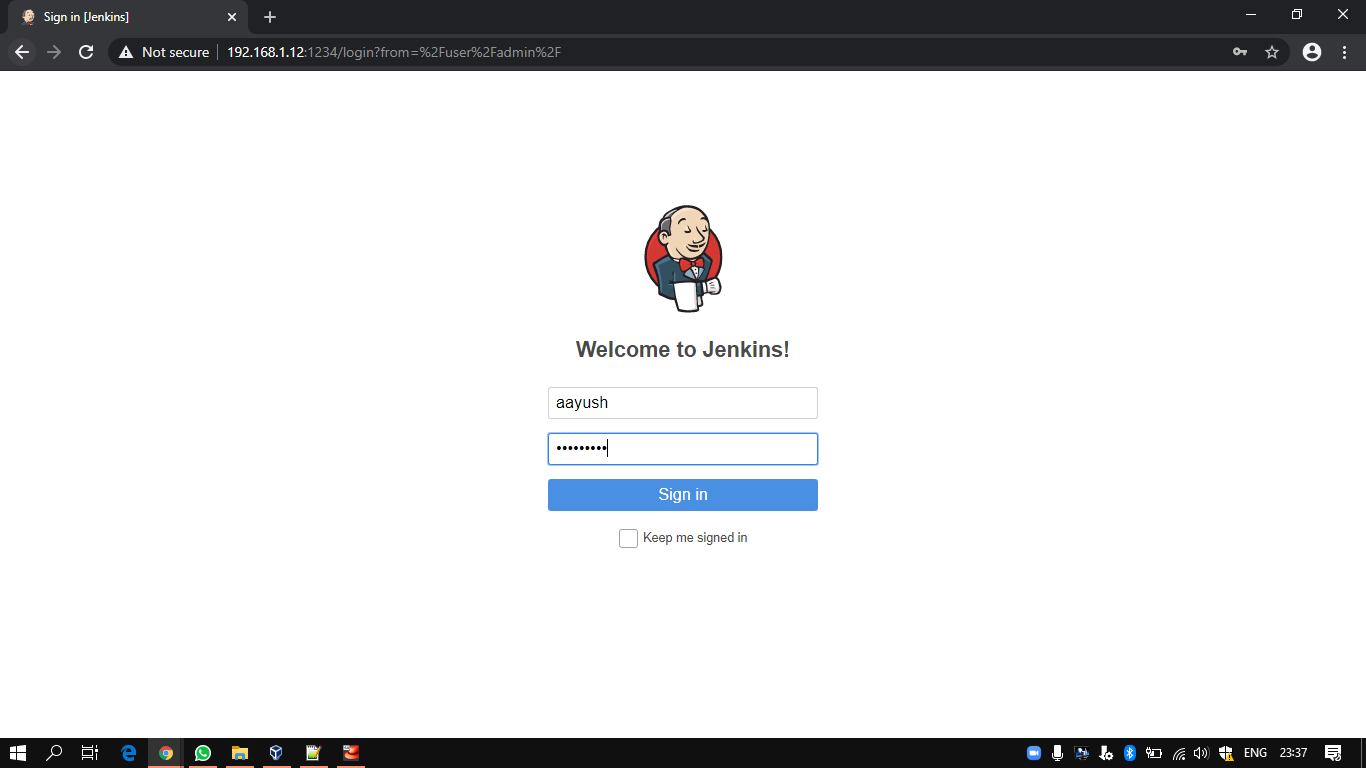 Sign in [Jenkins]
Not secure
192.168.1.12:1234/login?from=%2Fuser%2Fadmin%2F
Welcome to Jenkins!
aayush
•••••••••
Sign in
Keep me signed in
ENG
23:37